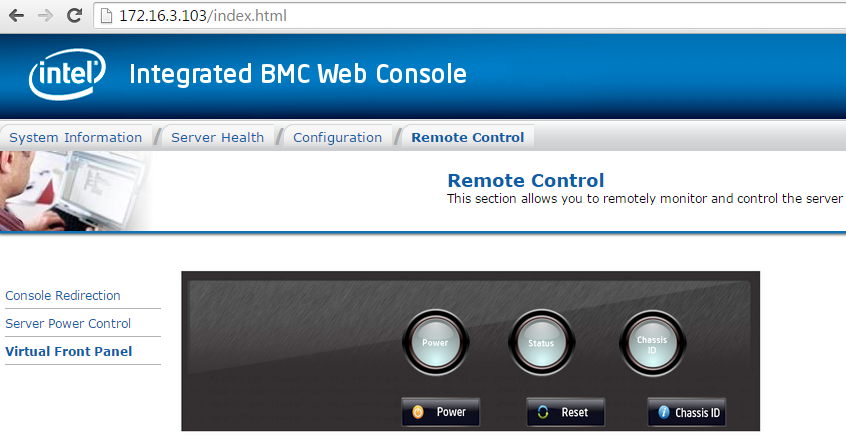 172.16.3.103/index.html
intel Integrated BMC Web Console
System Information / Server Health / Configuration / Remote Control
Remote Control
This section allows you to remotely monitor and control the server
Console Redirection
Server Power Control
Virtual Front Panel
Power Status Chassis
ID
Power Reset Chassis ID